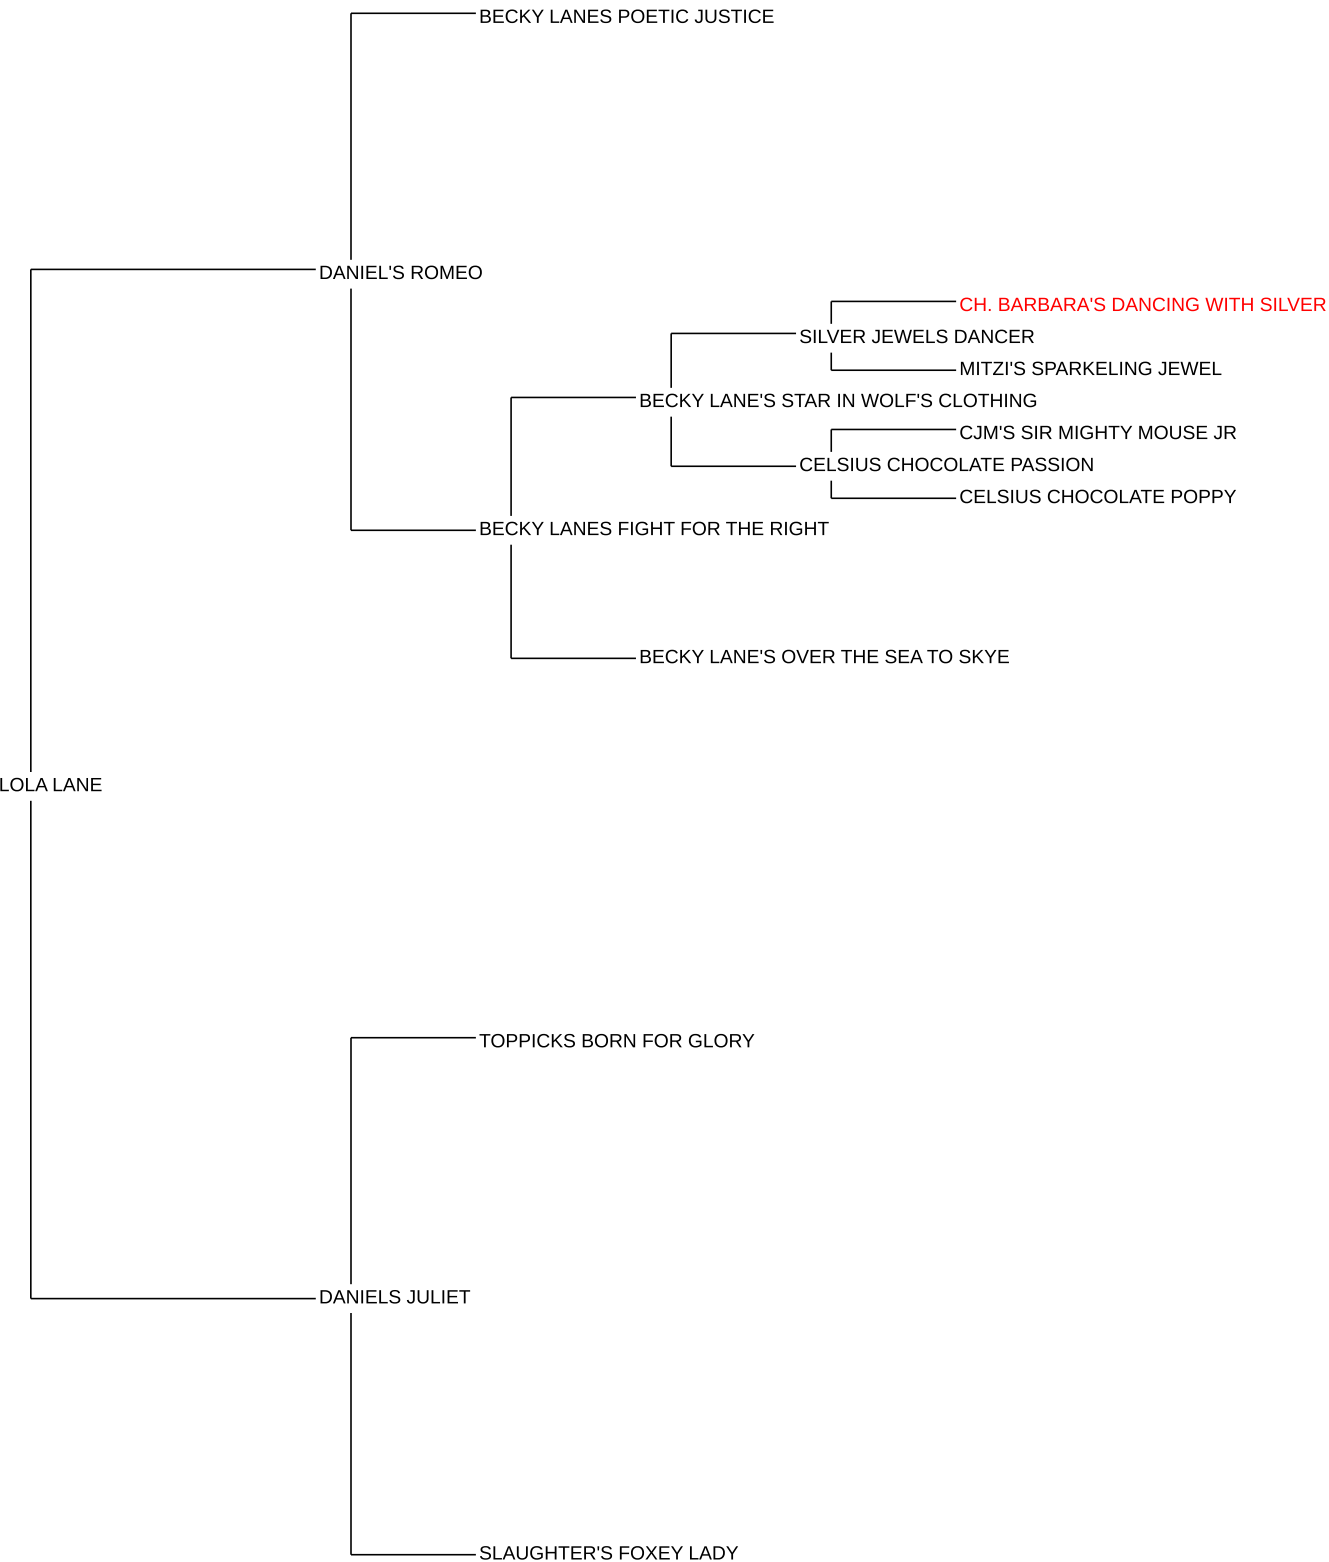 BECKY LANES POETIC JUSTICE
DANIEL'S ROMEO
CH. BARBARA'S DANCING WITH SILVER
SILVER JEWELS DANCER
MITZI'S SPARKELING JEWEL
BECKY LANE'S STAR IN WOLF'S CLOTHING
CJM'S SIR MIGHTY MOUSE JR
CELSIUS CHOCOLATE PASSION
CELSIUS CHOCOLATE POPPY
BECKY LANES FIGHT FOR THE RIGHT
BECKY LANE'S OVER THE SEA TO SKYE
LOLA LANE
TOPPICKS BORN FOR GLORY
DANIELS JULIET
SLAUGHTER'S FOXEY LADY